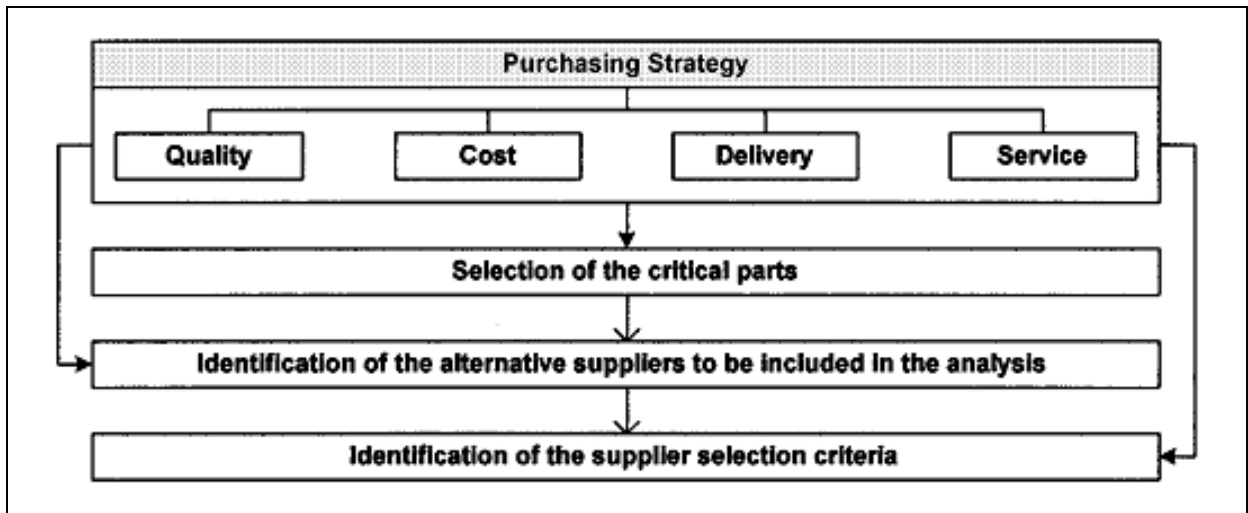 Purchasing Strategy
Quality
Cost
Delivery
Service
Selection of the critical parts
Identification of the alternative suppliers to be included in the analysis
Identification of the supplier selection criteria